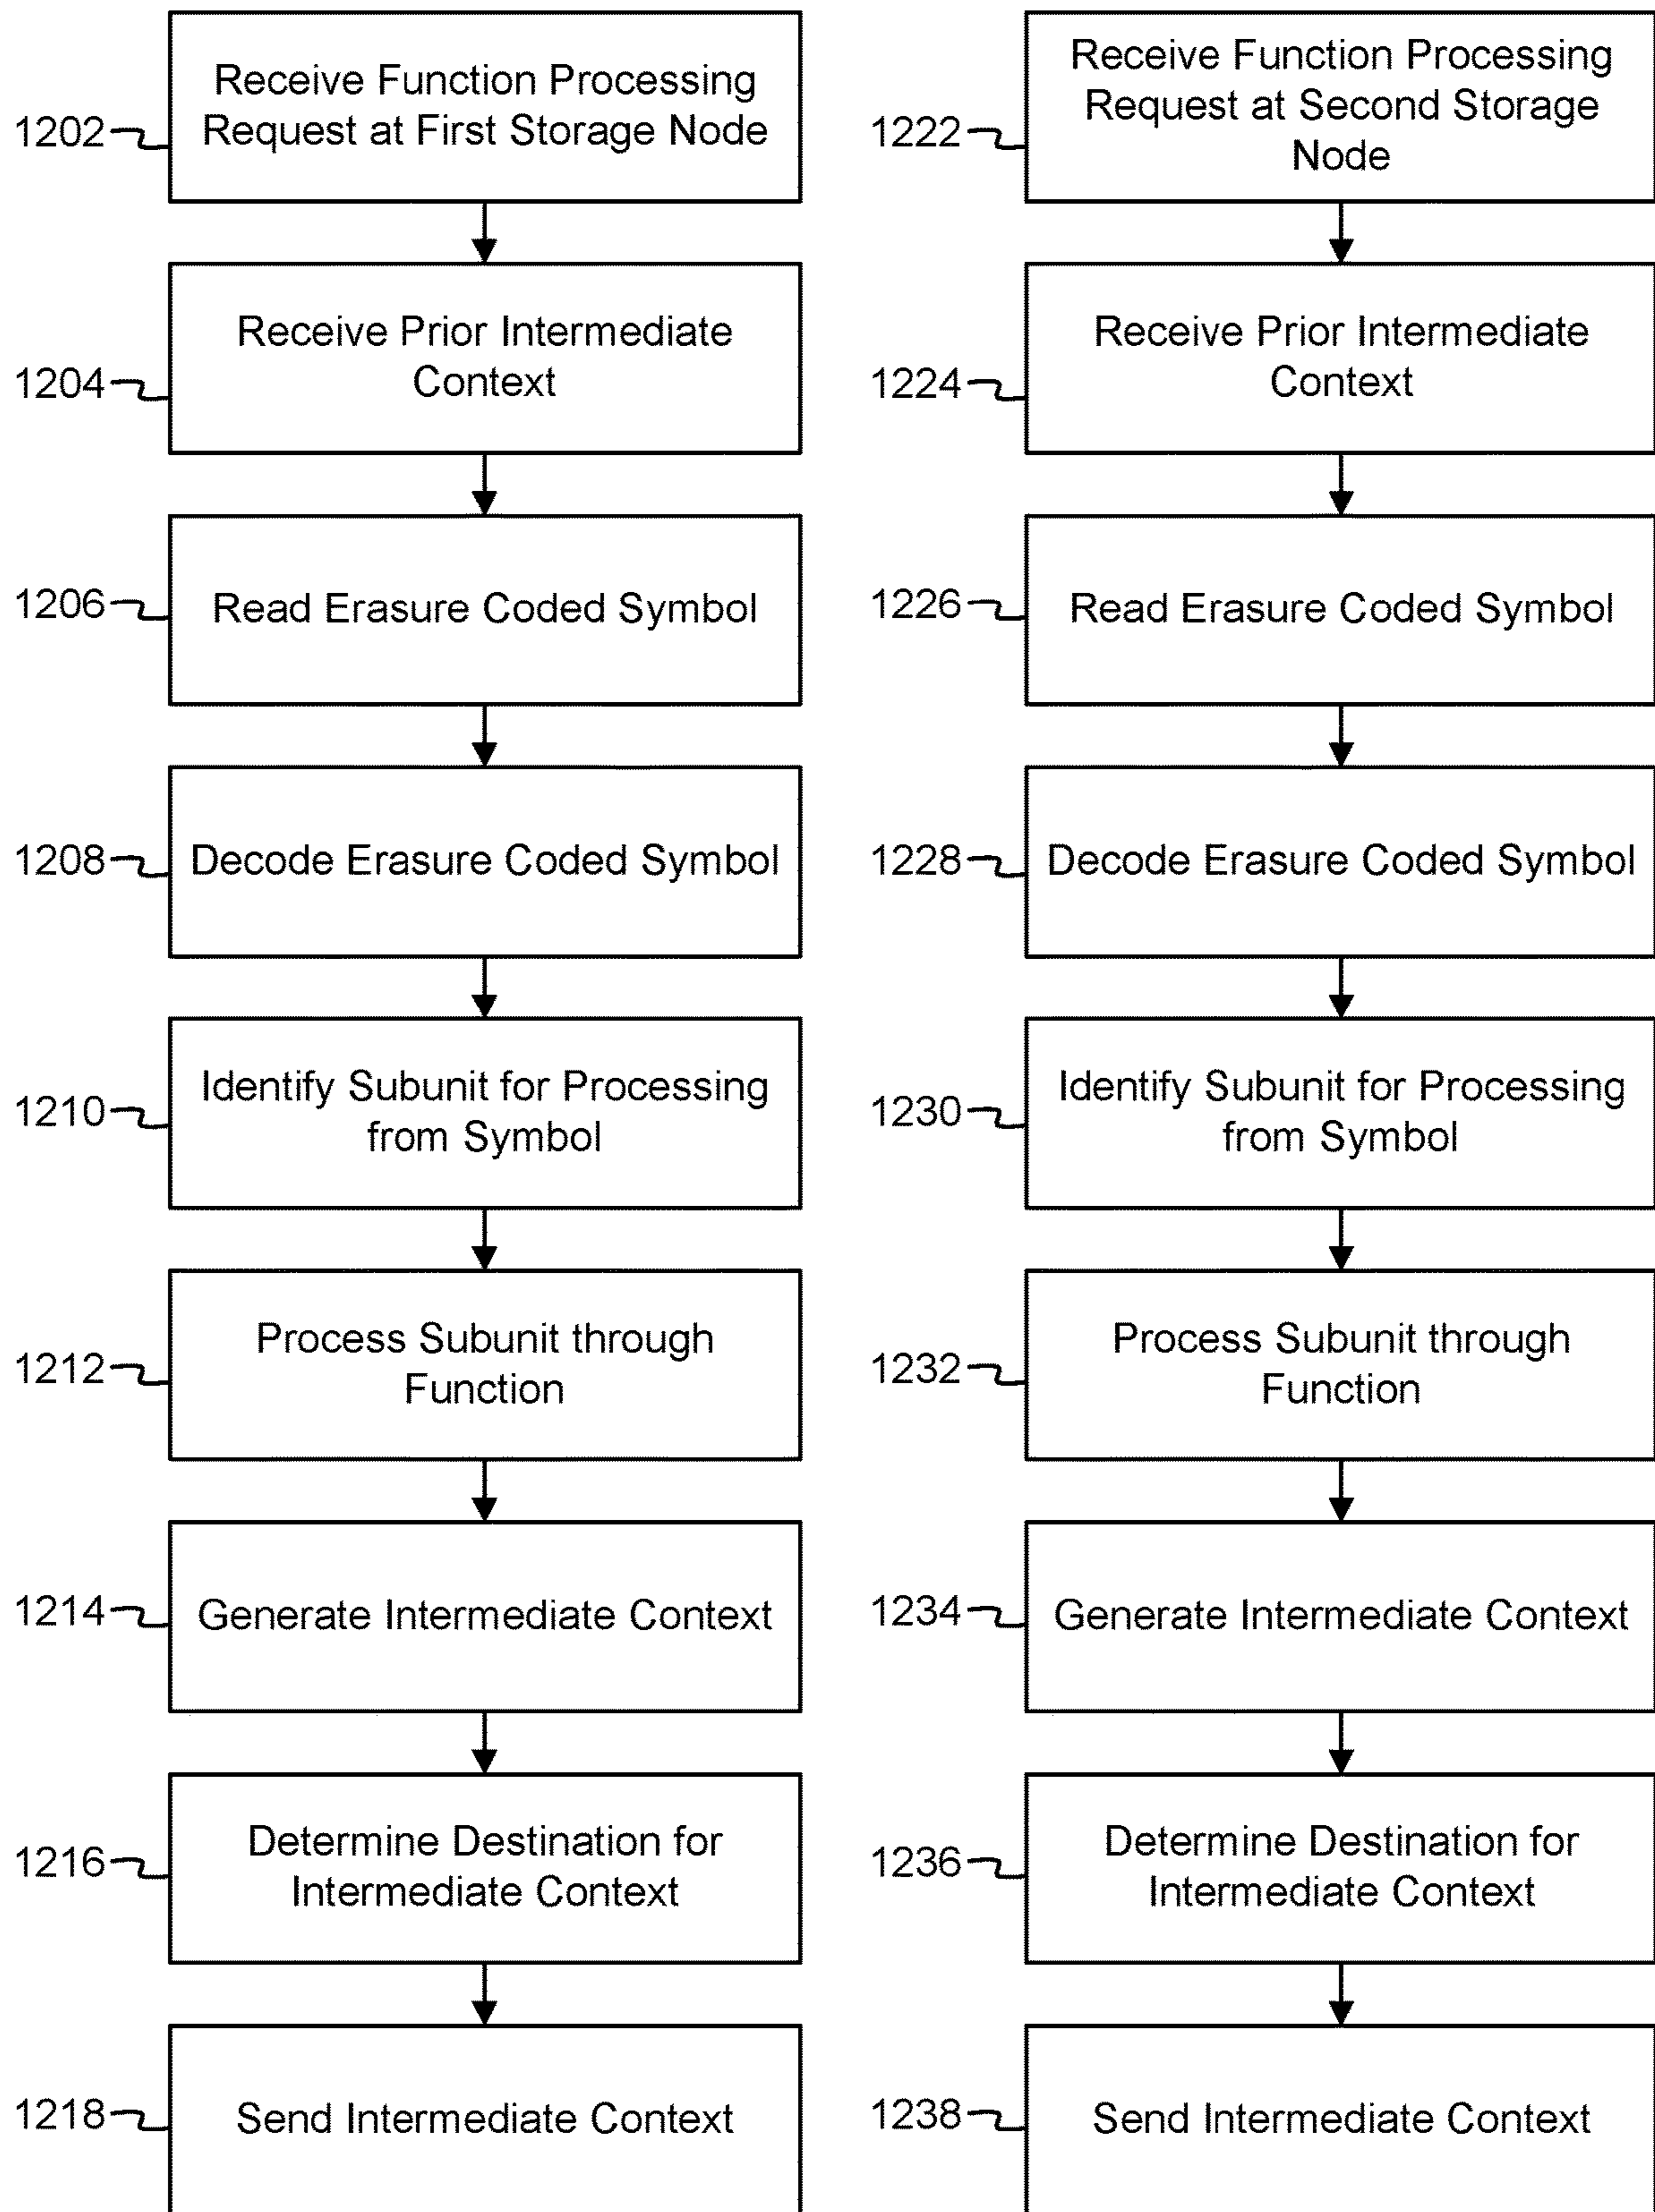 1202
Receive Function Processing
Request at First Storage Node
1204
Receive Prior Intermediate
Context
1206
Read Erasure Coded Symbol
1208
Decode Erasure Coded Symbol
1210
Identify Subunit for Processing
from Symbol
1212
Process Subunit through
Function
1214
Generate Intermediate Context
1216
Determine Destination for
Intermediate Context
1218
Send Intermediate Context
1222
Receive Function Processing
Request at Second Storage
Node
1224
Receive Prior Intermediate
Context
1226
Read Erasure Coded Symbol
1228
Decode Erasure Coded Symbol
1230
Identify Subunit for Processing
from Symbol
1232
Process Subunit through
Function
1234
Generate Intermediate Context
1236
Determine Destination for
Intermediate Context
1238
Send Intermediate Context